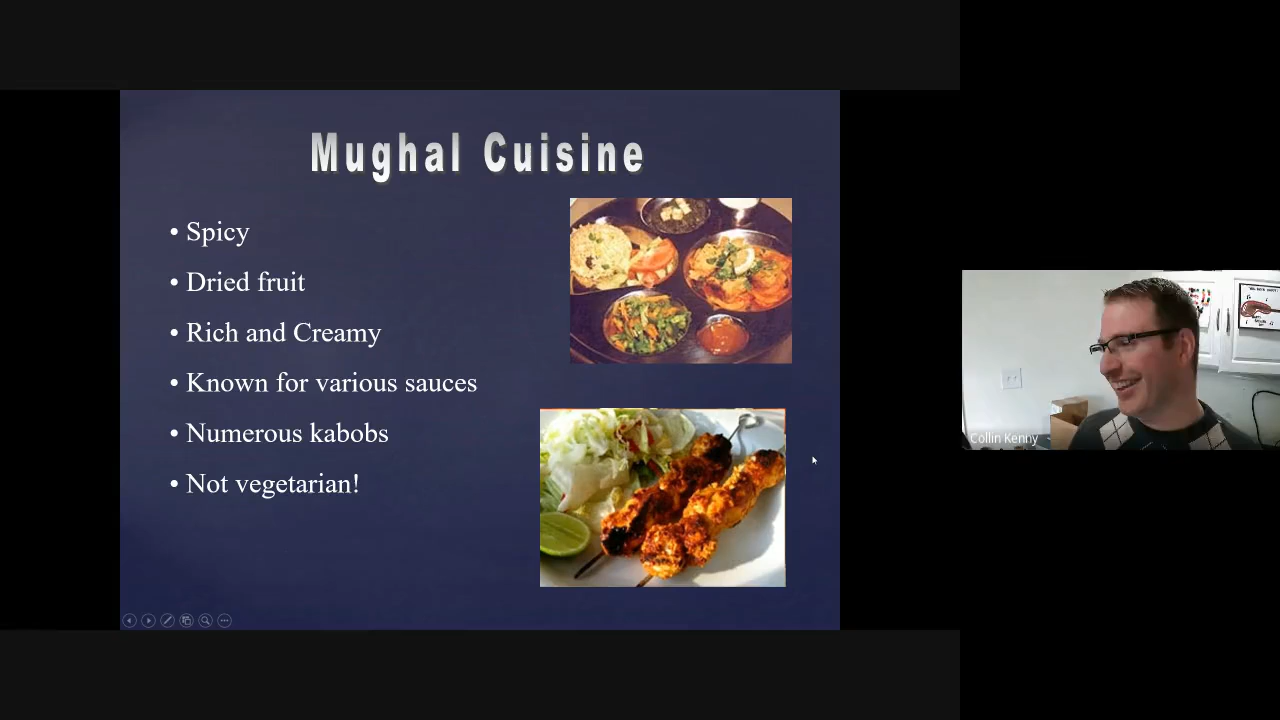 Mughal Cuisine
• Spicy
• Dried fruit
• Rich and Creamy
• Known for various sauces
• Numerous kabobs
• Not vegetarian!
Collin Kenny